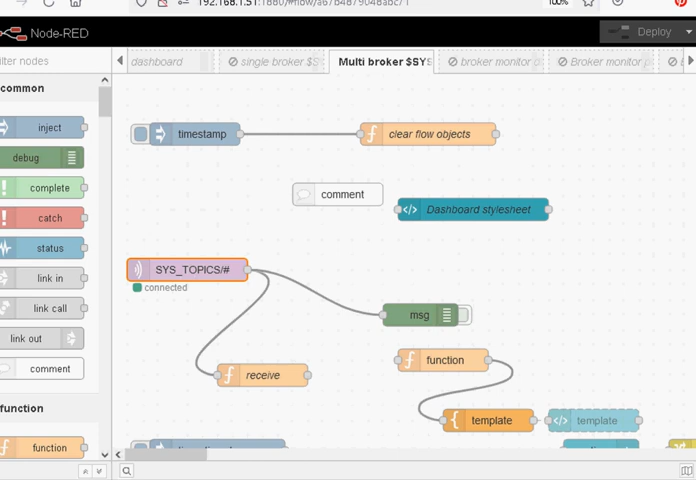 192.168.1.51:1880/#flow/a67b4879048abc71
100%
Node-RED
Deploy
lter nodes
dashboard
single broker $S
Multi broker $SYS
broker monitor p
Broker monitor p
common
inject
debug
complete
catch
status
link in
link call
link out
comment
function
function
timestamp
clear flow objects
comment
Dashboard stylesheet
SYS_TOPICS/#
connected
msg
function
receive
template
template